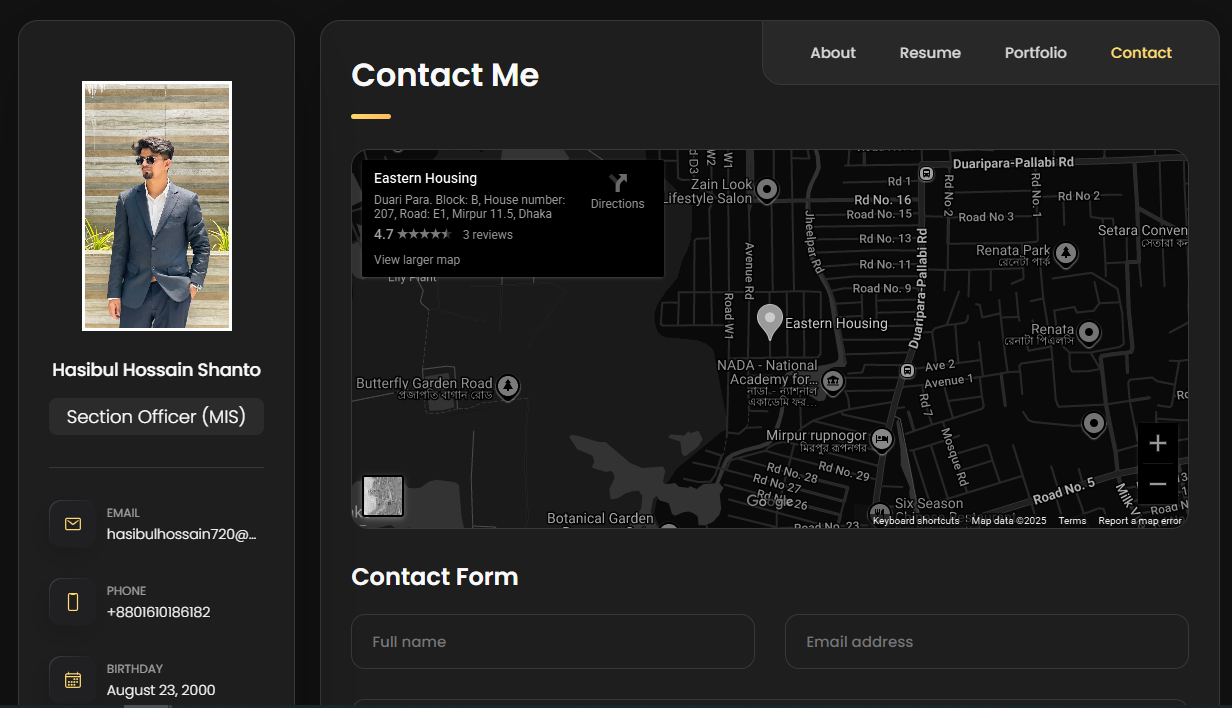 About
Resume
Portfolio
Contact
Hasibul Hossain Shanto
Section Officer (MIS)
EMAIL
hasibulhossain720@...
PHONE
+8801610186182
BIRTHDAY
August 23, 2000
Contact Me
Eastern Housing
Duari Para. Block: B, House number:
207, Road: E1, Mirpur 11.5, Dhaka
4.7
3 reviews
View larger map
Directions
Zain Look
Lifestyle Salon
W2
W1
Duaripara-Pallabi Rd
Rd 1
Rd No. 16
Road No. 15
Rd No. 13
Rd No. 11
Road No. 9
Rd No 2
Road No 3
Rd No. 1
Rd No 2
Setara Conven
Renata Park
রেনেটা পার্ক
Jheelpar Rd
Avenue Rd
Road W1
Duaripara-Pallabi Rd
Eastern Housing
Renata
রেনাটা পিএলসি
NADA - National
Academy for...
নাডা - ন্যাশনাল
একাডেমি ফর...
Ave 2
Avenue 1
Rd 7
Butterfly Garden Road
প্রজাপতি বাগান রোড
Mirpur rupnogor
মিরপুর রূপনগর
Mosque Rd
Rd No. 28
Rd No. 29
Rd No 27
Google
Road No. 5
Botanical Garden
Six Season
Road No. 23
Keyboard shortcuts
Map data ©2025
Terms
Report a map error
Contact Form
Full name
Email address